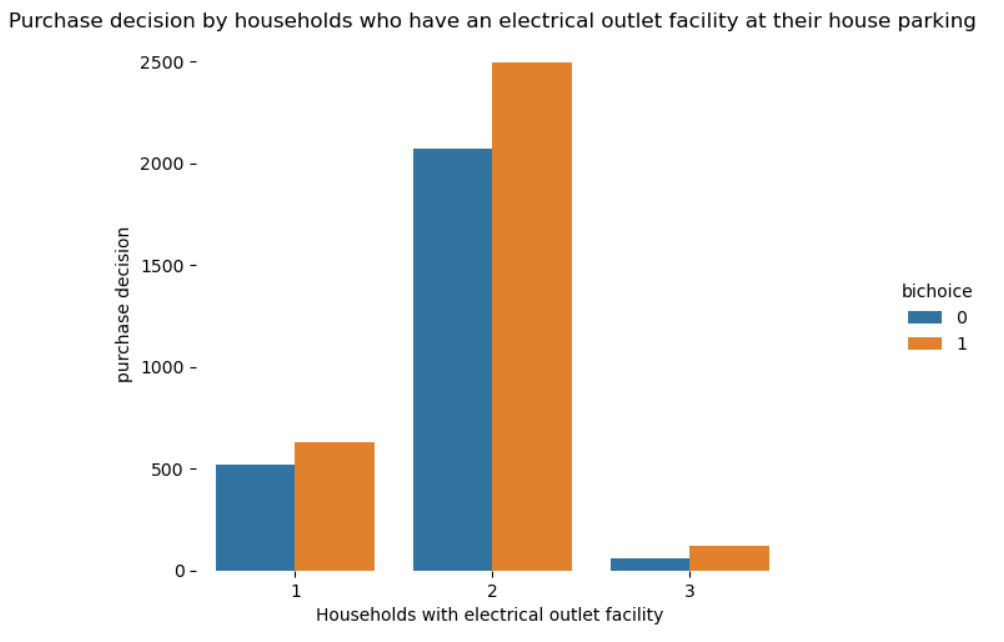 Purchase decision by households who have an electrical outlet facility at their house parking
2500
2000
1500
1000
500
0
purchase decision
1 2 3
Households with electrical outlet facility
bichoice
0
1